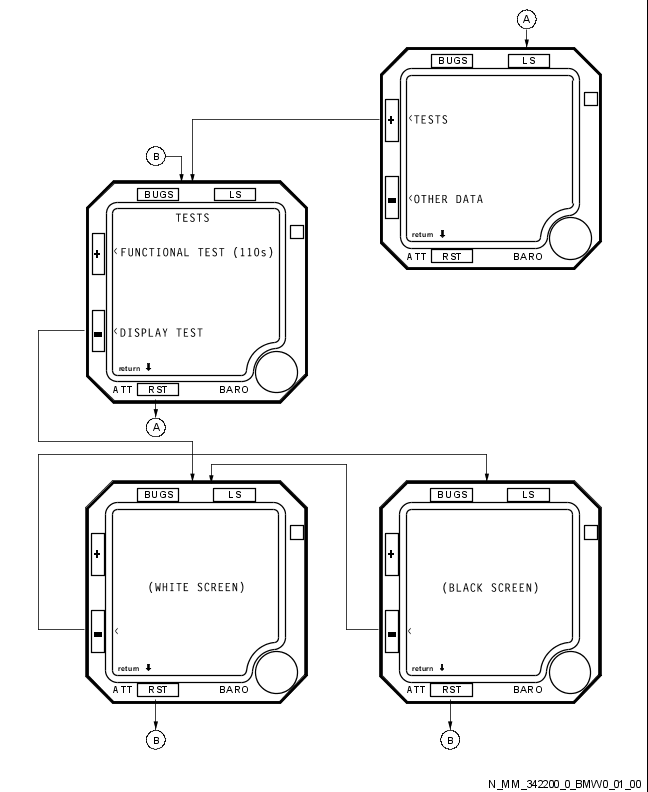 A
BUGS LS
+ <TESTS
- <OTHER DATA
return ⬇
ATT RST BARO
B
BUGS LS
TESTS
+ <FUNCTIONAL TEST (110s)
- <DISPLAY TEST
return ⬇
ATT RST BARO
A
BUGS LS
+
(WHITE SCREEN)
- <
return ⬇
ATT RST BARO
B
BUGS LS
+
(BLACK SCREEN)
- <
return ⬇
ATT RST BARO
B
N_MM_342200_0_BMW0_01_00